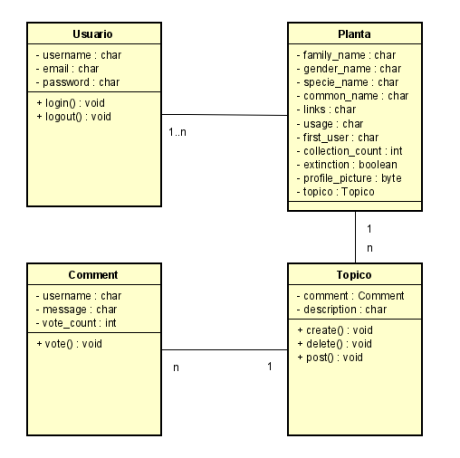 Usuario
- username : char
- email : char
- password : char
+ login() : void
+ logout() : void
1..n
Planta
- family_name : char
- gender_name : char
- specie_name : char
- common_name : char
- links : char
- usage : char
- first_user : char
- collection_count : int
- extinction : boolean
- profile_picture : byte
- topico : Topico
1
n
Comment
- username : char
- message : char
- vote_count : int
+ vote() : void
n
1
Topico
- comment : Comment
- description : char
+ create() : void
+ delete() : void
+ post() : void